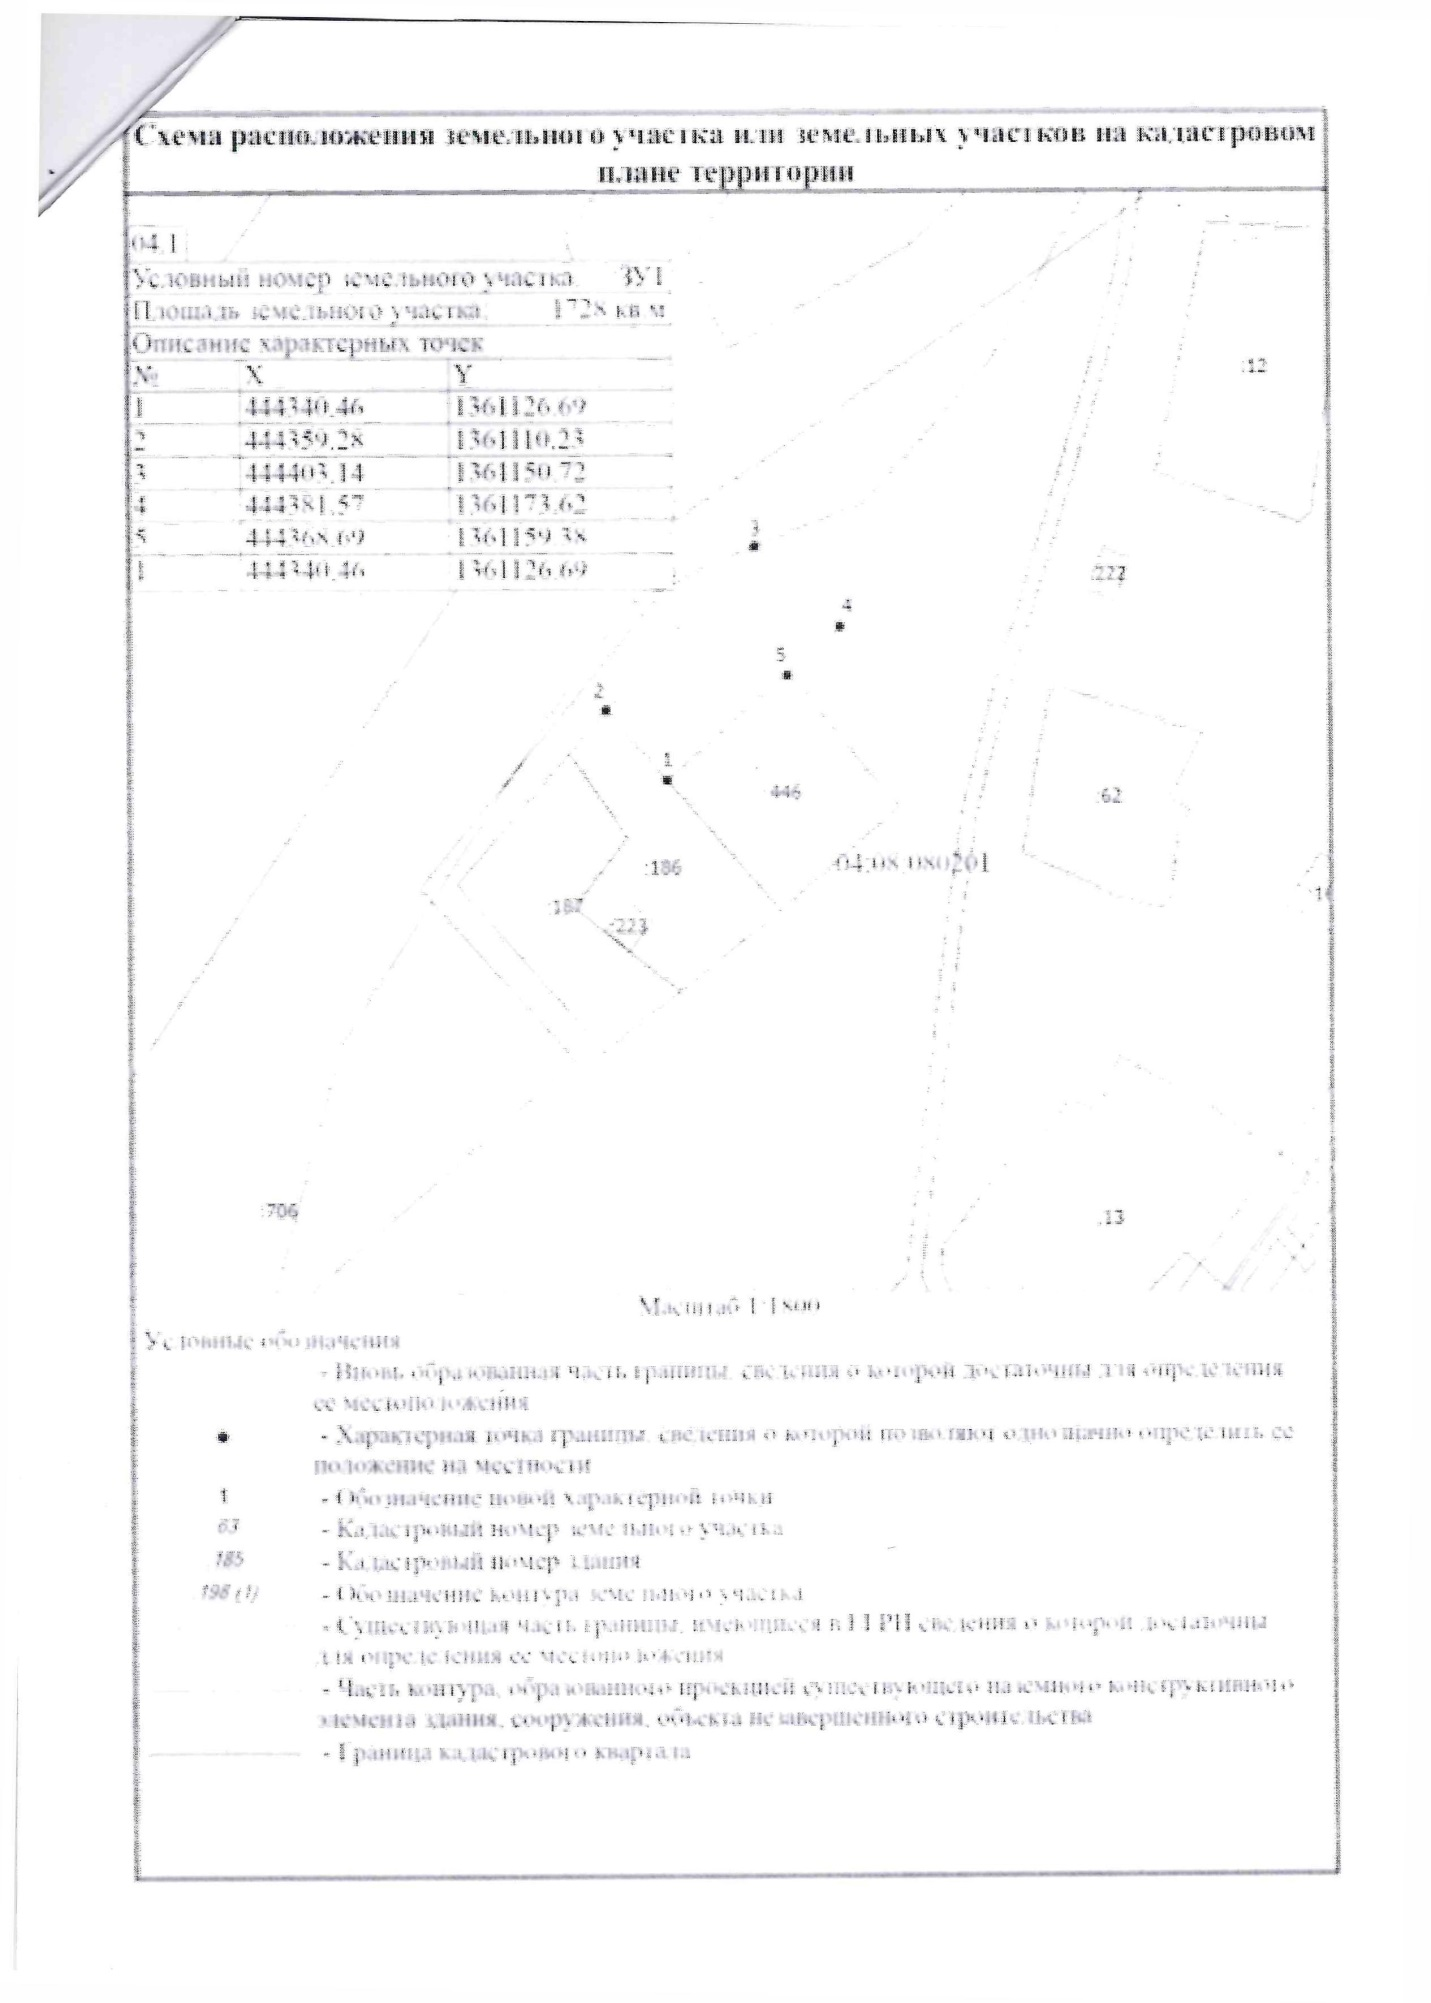 Схема расположения земельного участка или земельных участков на кадастровом
плане территории
04.1
Условный номер земельного участка: ЗУ1
Площадь земельного участка: 1728 кв.м
Описание характерных точек
№ X Y
1 444340.46 1361126.69
2 444359.28 1361110.23
3 444403.14 1361150.72
4 444381.57 1361173.62
5 444368.69 1361159.38
1 444340.46 1361126.69
:12
3
:222
4
5
2
1
:446
:62
04:08:080201
:186
:187
:223
:706
:13
Масштаб 1:1800
Условные обозначения
- Вновь образованная часть границы, сведения о которой достаточны для определения
ее местоположения
- Характерная точка границы, сведения о которой позволяют однозначно определить ее
положение на местности
1 - Обозначение новой характерной точки
63 - Кадастровый номер земельного участка
:185 - Кадастровый номер здания
198(1) - Обозначение контура земельного участка
- Существующая часть границы, имеющиеся в ЕГРН сведения о которой достаточны
для определения ее местоположения
- Часть контура, образованного проекцией существующего наземного конструктивного
элемента здания, сооружения, объекта незавершенного строительства
- Граница кадастрового квартала